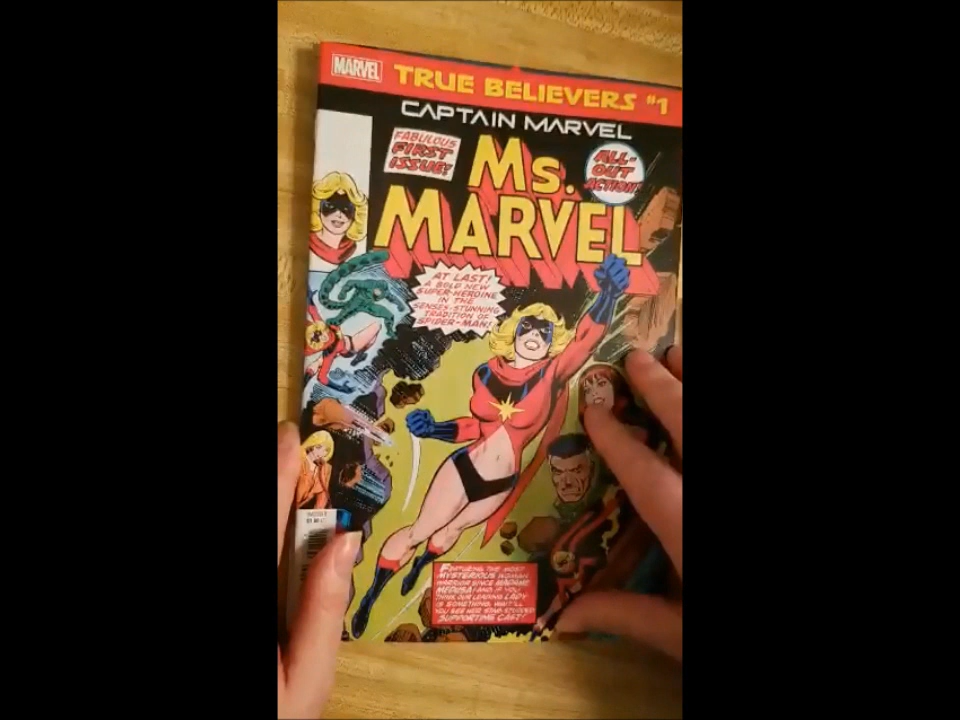 MARVEL
TRUE BELIEVERS #1
CAPTAIN MARVEL
FABULOUS
FIRST
ISSUE!
ALL-
OUT
ACTION!
Ms.
MARVEL
AT LAST!
A BOLD NEW
SUPER-HEROINE
IN THE
SENSES-STUNNING
TRADITION OF
SPIDER-MAN!
FEATURING THE MOST
MYSTERIOUS WOMAN
WARRIOR SINCE MADAME
MEDUSA! AND IF YOU
THINK OUR LEADING LADY
IS SOMETHING, WAIT'LL
YOU SEE HER STAR-STUDDED
SUPPORTING CAST!